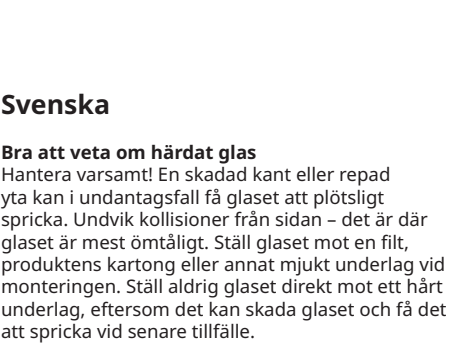 Svenska
Bra att veta om härdat glas
Hantera varsamt! En skadad kant eller repad
yta kan i undantagsfall få glaset att plötsligt
spricka. Undvik kollisioner från sidan – det är där
glaset är mest ömtåligt. Ställ glaset mot en filt,
produktens kartong eller annat mjukt underlag vid
monteringen. Ställ aldrig glaset direkt mot ett hårt
underlag, eftersom det kan skada glaset och få det
att spricka vid senare tillfälle.